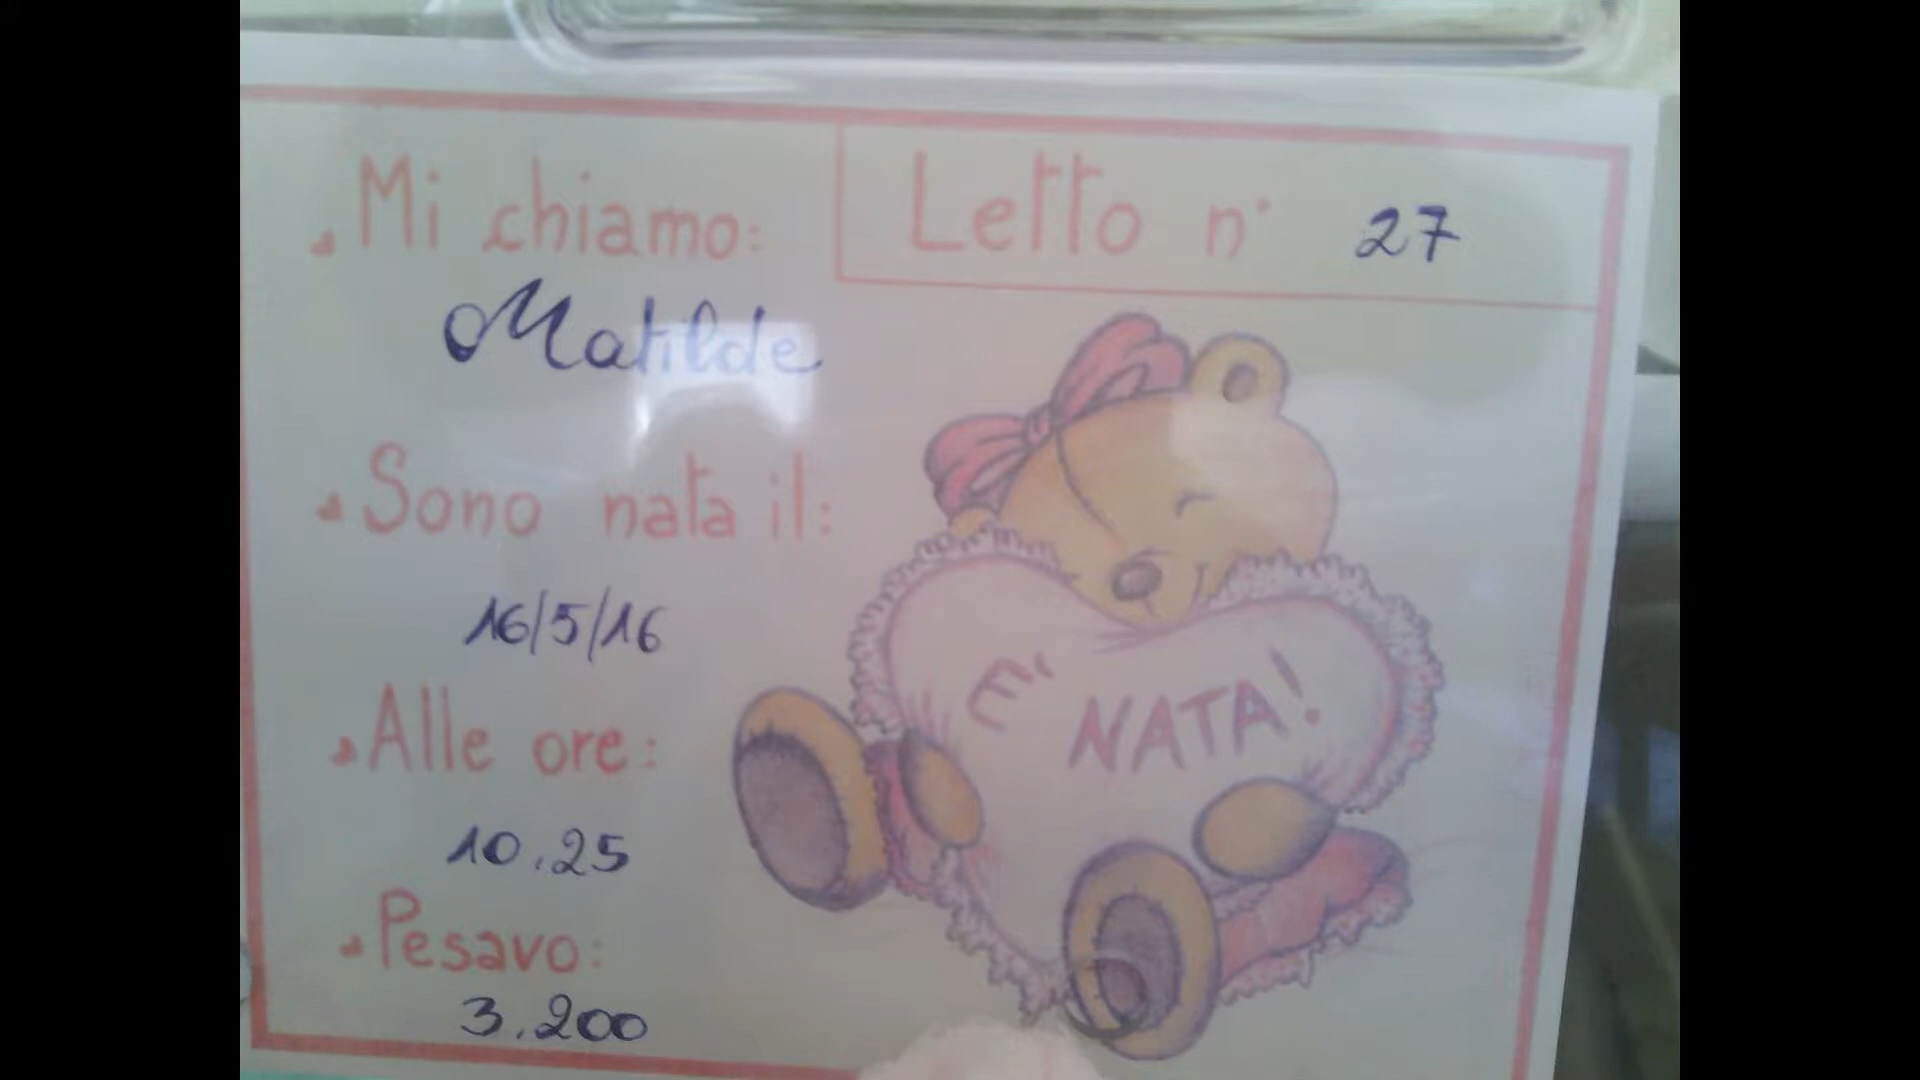 Mi chiamo:
Letto n° 27
Matilde
Sono nata il:
16/5/16
Alle ore:
10.25
Pesavo:
3.200
E'
NATA!